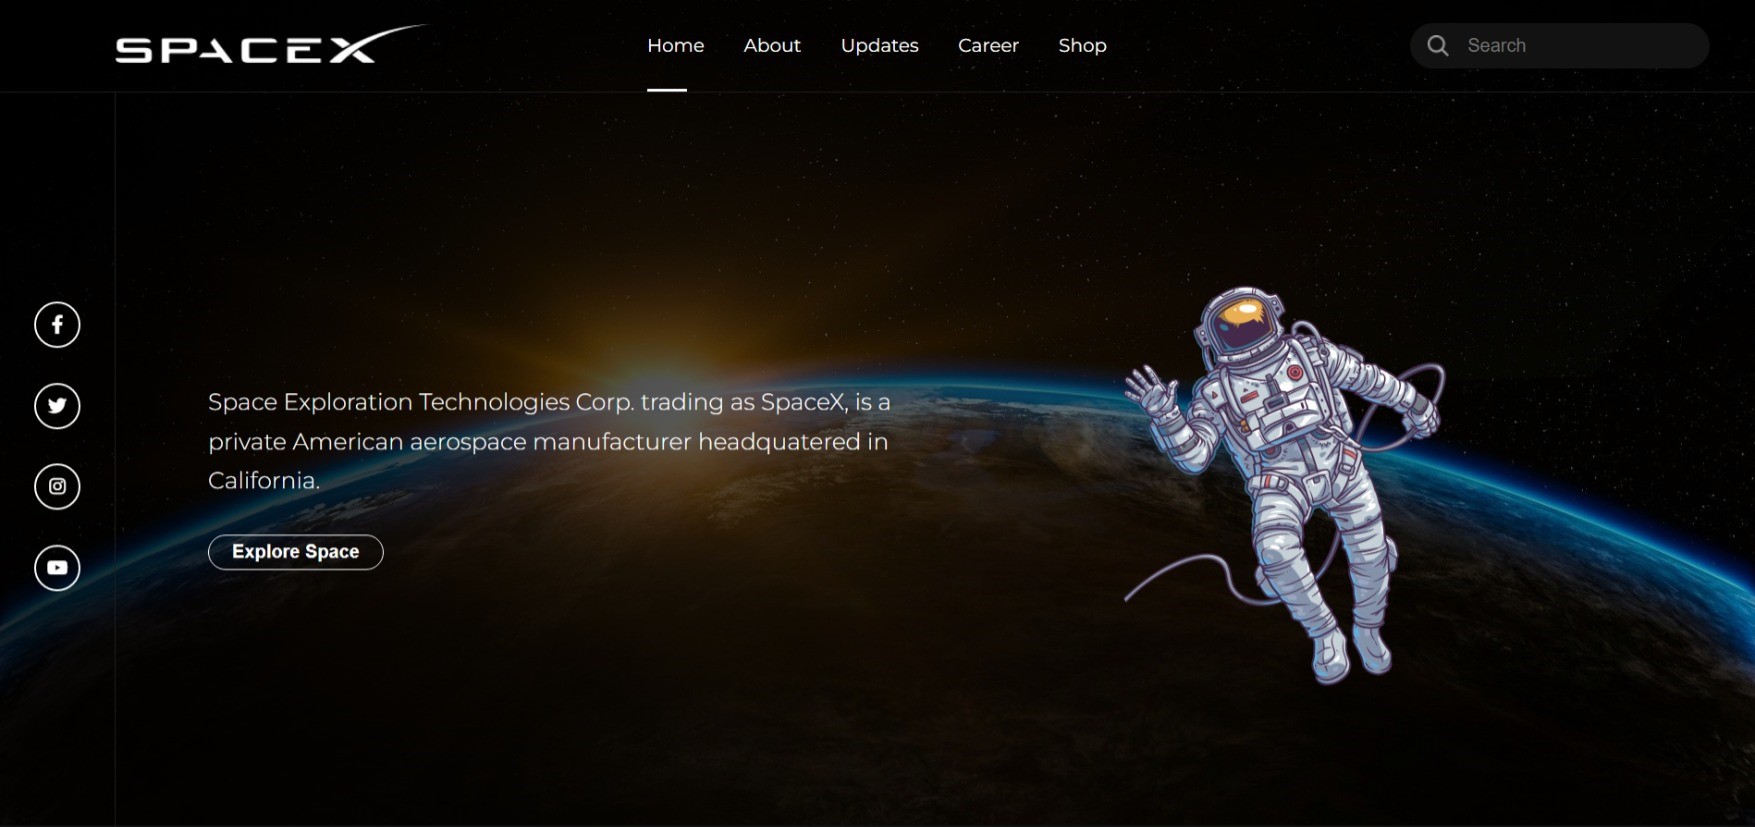 SPACEX
Home About Updates Career Shop
Search
Space Exploration Technologies Corp. trading as SpaceX, is a
private American aerospace manufacturer headquatered in
California.
Explore Space